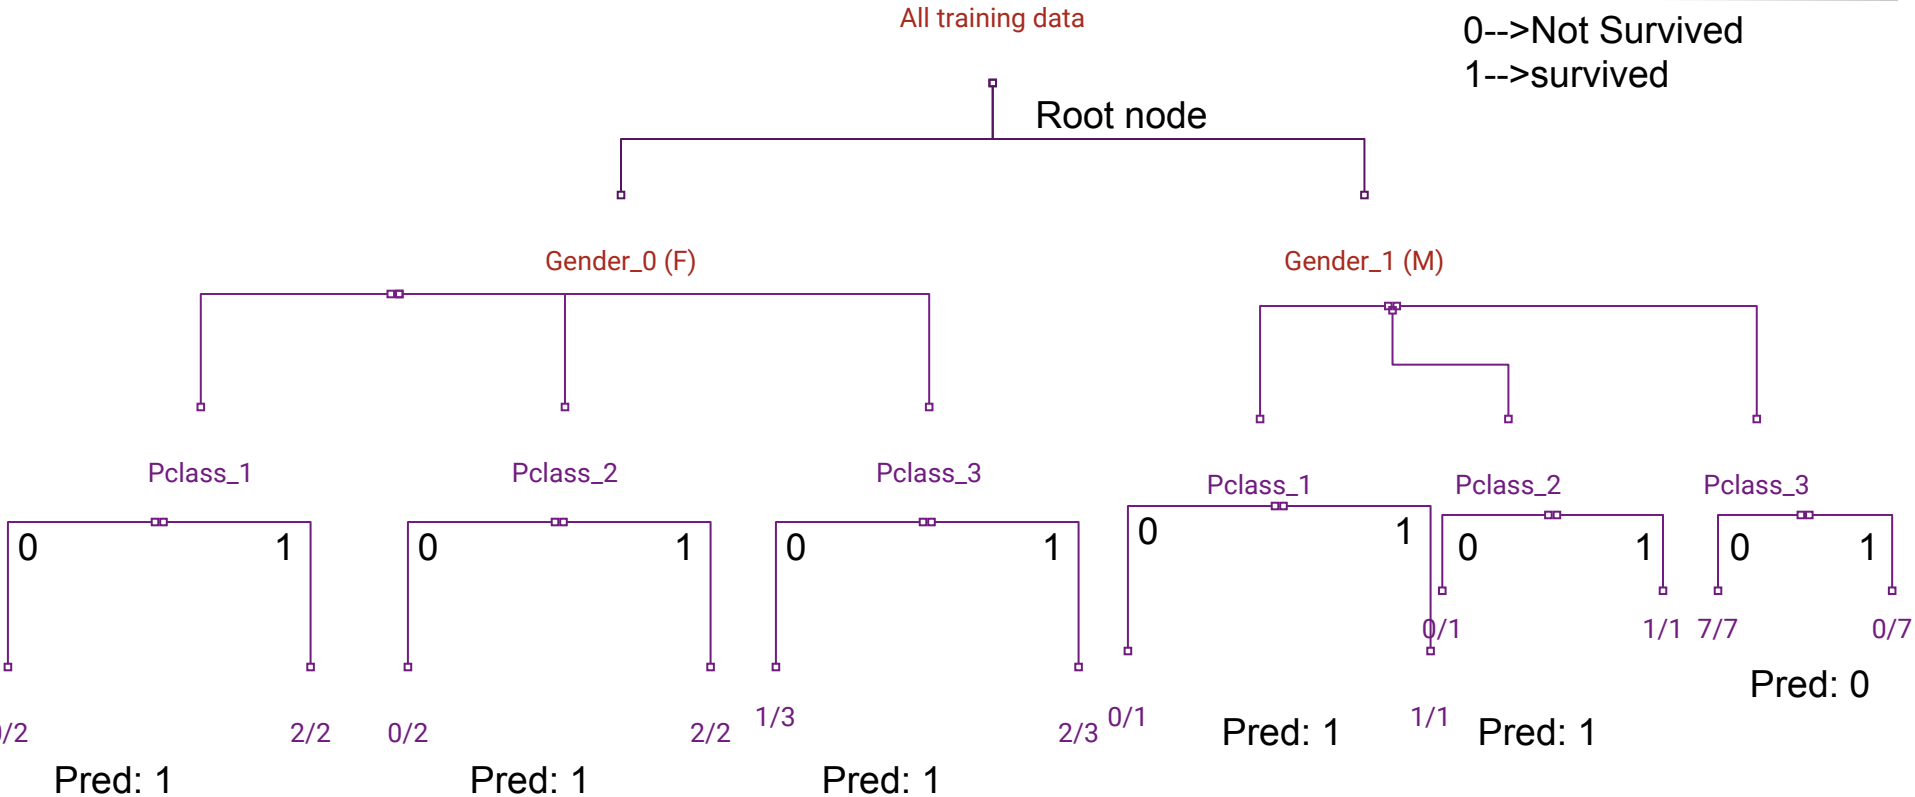 All training data
0-->Not Survived
1-->survived
Root node
Gender_0 (F)
Gender_1 (M)
Pclass_1
Pclass_2
Pclass_3
Pclass_1
Pclass_2
Pclass_3
0 1
0 1
0 1
0 1
0 1
0 1
0/1
1/1
7/7
0/7
Pred: 0
/2
2/2
0/2
2/2
1/3
2/3
0/1
1/1
Pred: 1
Pred: 1
Pred: 1
Pred: 1
Pred: 1